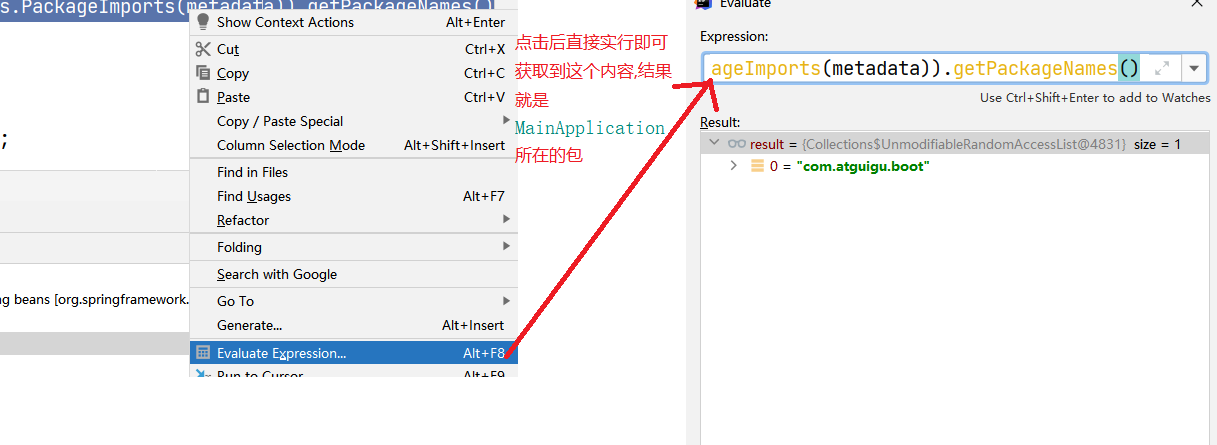 s.PackageImports(metadata)).getPackageNames()
;
ng beans [org.springframework.
Show Context Actions Alt+Enter
Cut Ctrl+X
Copy Ctrl+C
Paste Ctrl+V
Copy / Paste Special
Column Selection Mode Alt+Shift+Insert
Find in Files
Find Usages Alt+F7
Refactor
Folding
Search with Google
Go To
Generate... Alt+Insert
Evaluate Expression... Alt+F8
Run to Cursor Alt+F9
点击后直接实行即可
获取到这个内容,结果
就是
MainApplication
所在的包
Evaluate
Expression:
ageImports(metadata)).getPackageNames()
Use Ctrl+Shift+Enter to add to Watches
Result:
result = {Collections$UnmodifiableRandomAccessList@4831} size = 1
0 = "com.atguigu.boot"